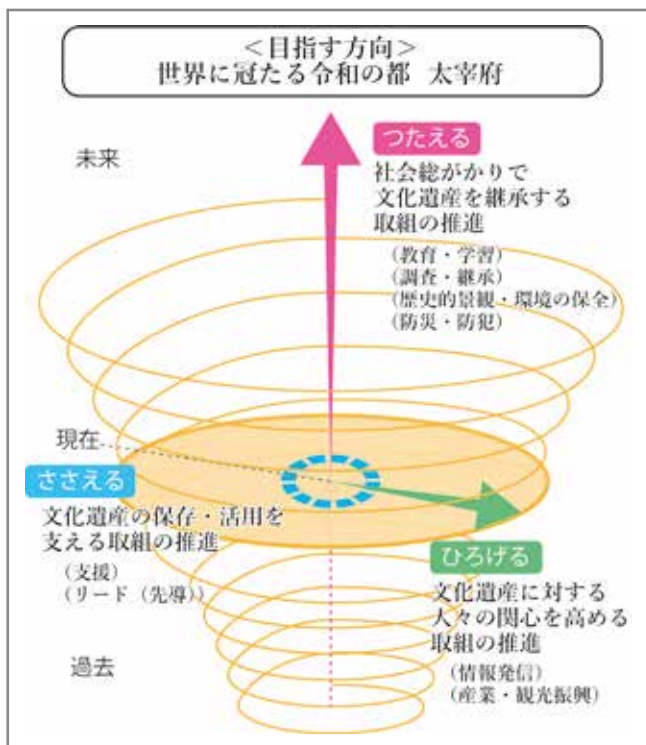 ＜目指す方向＞
世界に冠たる令和の都 太宰府
未来
つたえる
社会総がかりで
文化遺産を継承する
取組の推進
（教育・学習）
（調査・継承）
（歴史的景観・環境の保全）
（防災・防犯）
現在
ささえる
文化遺産の保存・活用を
支える取組の推進
（支援）
（リード（先導））
ひろげる
文化遺産に対する
人々の関心を高める
取組の推進
（情報発信）
（産業・観光振興）
過去